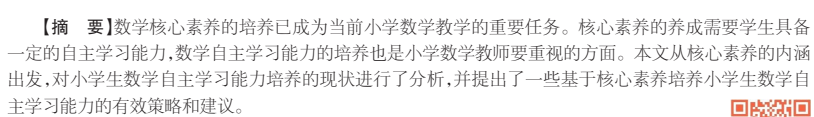 【摘　要】数学核心素养的培养已成为当前小学数学教学的重要任务。核心素养的养成需要学生具备
一定的自主学习能力,数学自主学习能力的培养也是小学数学教师要重视的方面。本文从核心素养的内涵
出发,对小学生数学自主学习能力培养的现状进行了分析,并提出了一些基于核心素养培养小学生数学自
主学习能力的有效策略和建议。